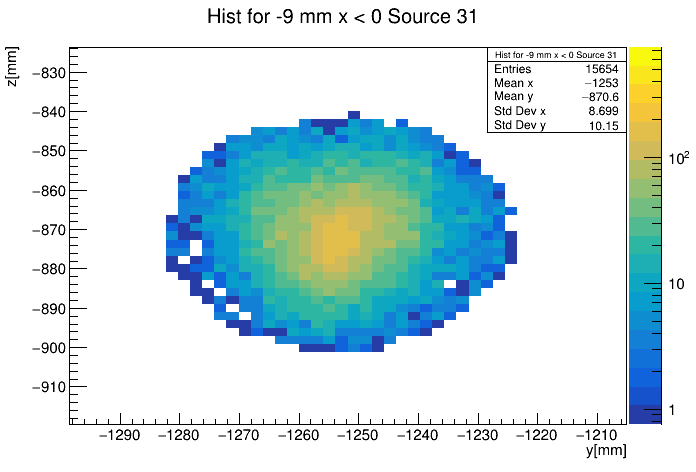 Hist for -9 mm x < 0 Source 31
z[mm]
Hist for -9 mm x < 0 Source 31
Entries 15654
Mean x −1253
Mean y −870.6
Std Dev x 8.699
Std Dev y 10.15
−830
−840
−850
−860
−870
−880
−890
−900
−910
10²
10
1
−1290 −1280 −1270 −1260 −1250 −1240 −1230 −1220 −1210
y[mm]